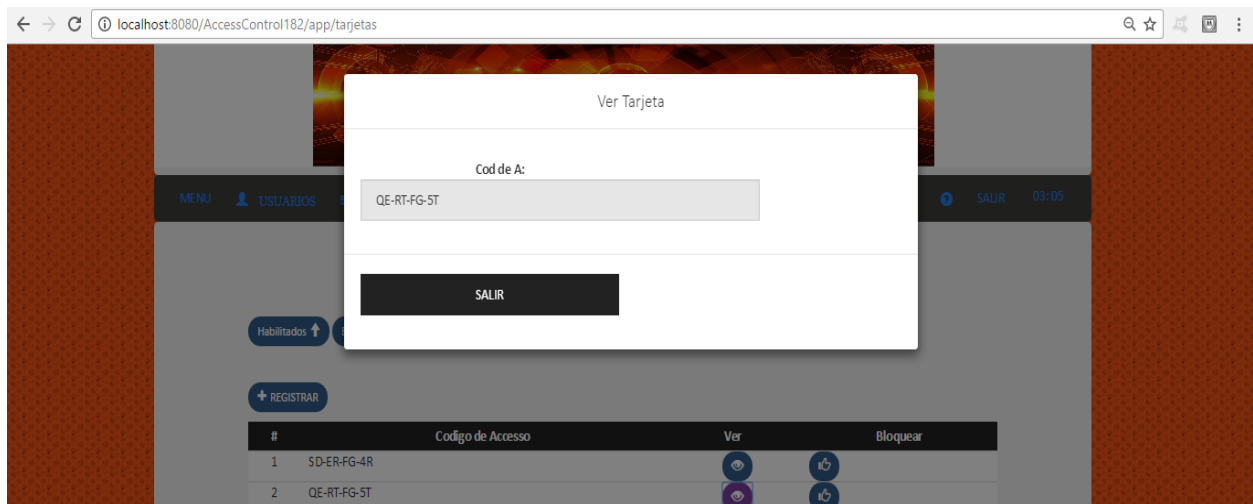 localhost:8080/AccessControl182/app/tarjetas
Ver Tarjeta
Cod de A:
QE-RT-FG-5T
MENU USUARIOS SALIR 03:05
SALIR
Habilitados
REGISTRAR
# Codigo de Accesso Ver Bloquear
1 SD-ER-FG-4R
2 QE-RT-FG-5T